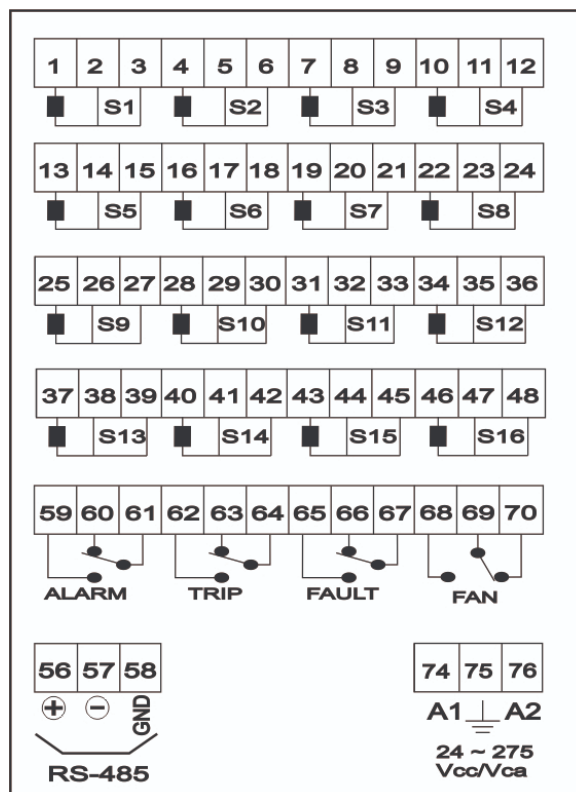 1 2 3 4 5 6 7 8 9 10 11 12
S1 S2 S3 S4
13 14 15 16 17 18 19 20 21 22 23 24
S5 S6 S7 S8
25 26 27 28 29 30 31 32 33 34 35 36
S9 S10 S11 S12
37 38 39 40 41 42 43 44 45 46 47 48
S13 S14 S15 S16
59 60 61 62 63 64 65 66 67 68 69 70
ALARM TRIP FAULT FAN
56 57 58 74 75 76
+ - GND A1 A2
RS-485 24 ~ 275
Vcc/Vca